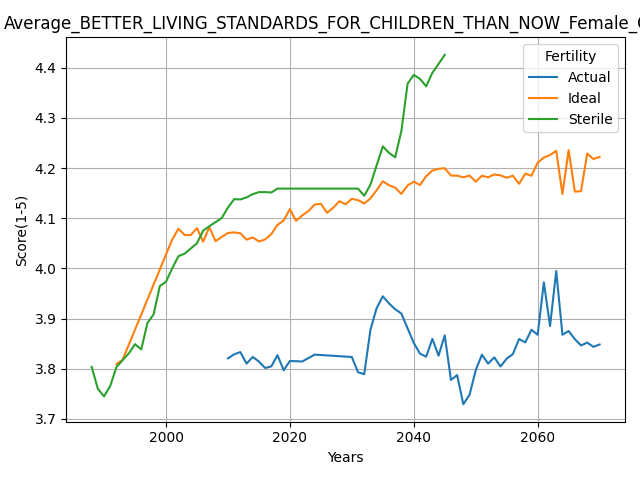 Average_BETTER_LIVING_STANDARDS_FOR_CHILDREN_THAN_NOW_Female_
Fertility
Actual
Ideal
Sterile
Score(1-5)
4.4
4.3
4.2
4.1
4.0
3.9
3.8
3.7
2000
2020
2040
2060
Years